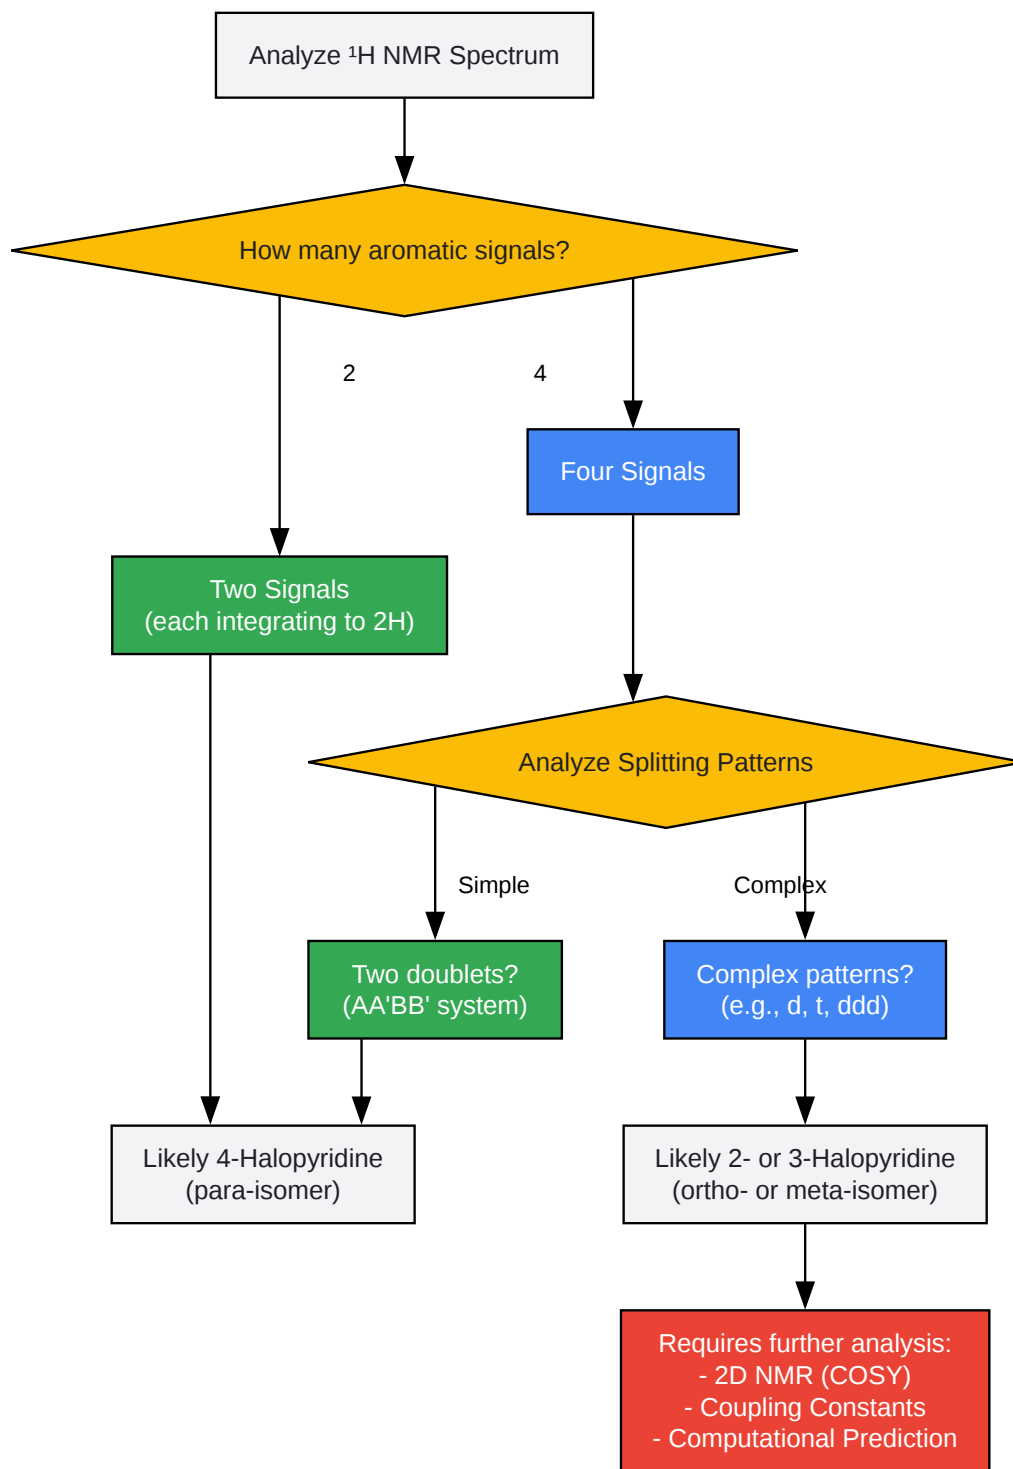 Analyze ¹H NMR Spectrum
How many aromatic signals?
2
4
Four Signals
Two Signals
(each integrating to 2H)
Analyze Splitting Patterns
Simple
Complex
Two doublets?
(AA'BB' system)
Complex patterns?
(e.g., d, t, ddd)
Likely 4-Halopyridine
(para-isomer)
Likely 2- or 3-Halopyridine
(ortho- or meta-isomer)
Requires further analysis:
- 2D NMR (COSY)
- Coupling Constants
- Computational Prediction